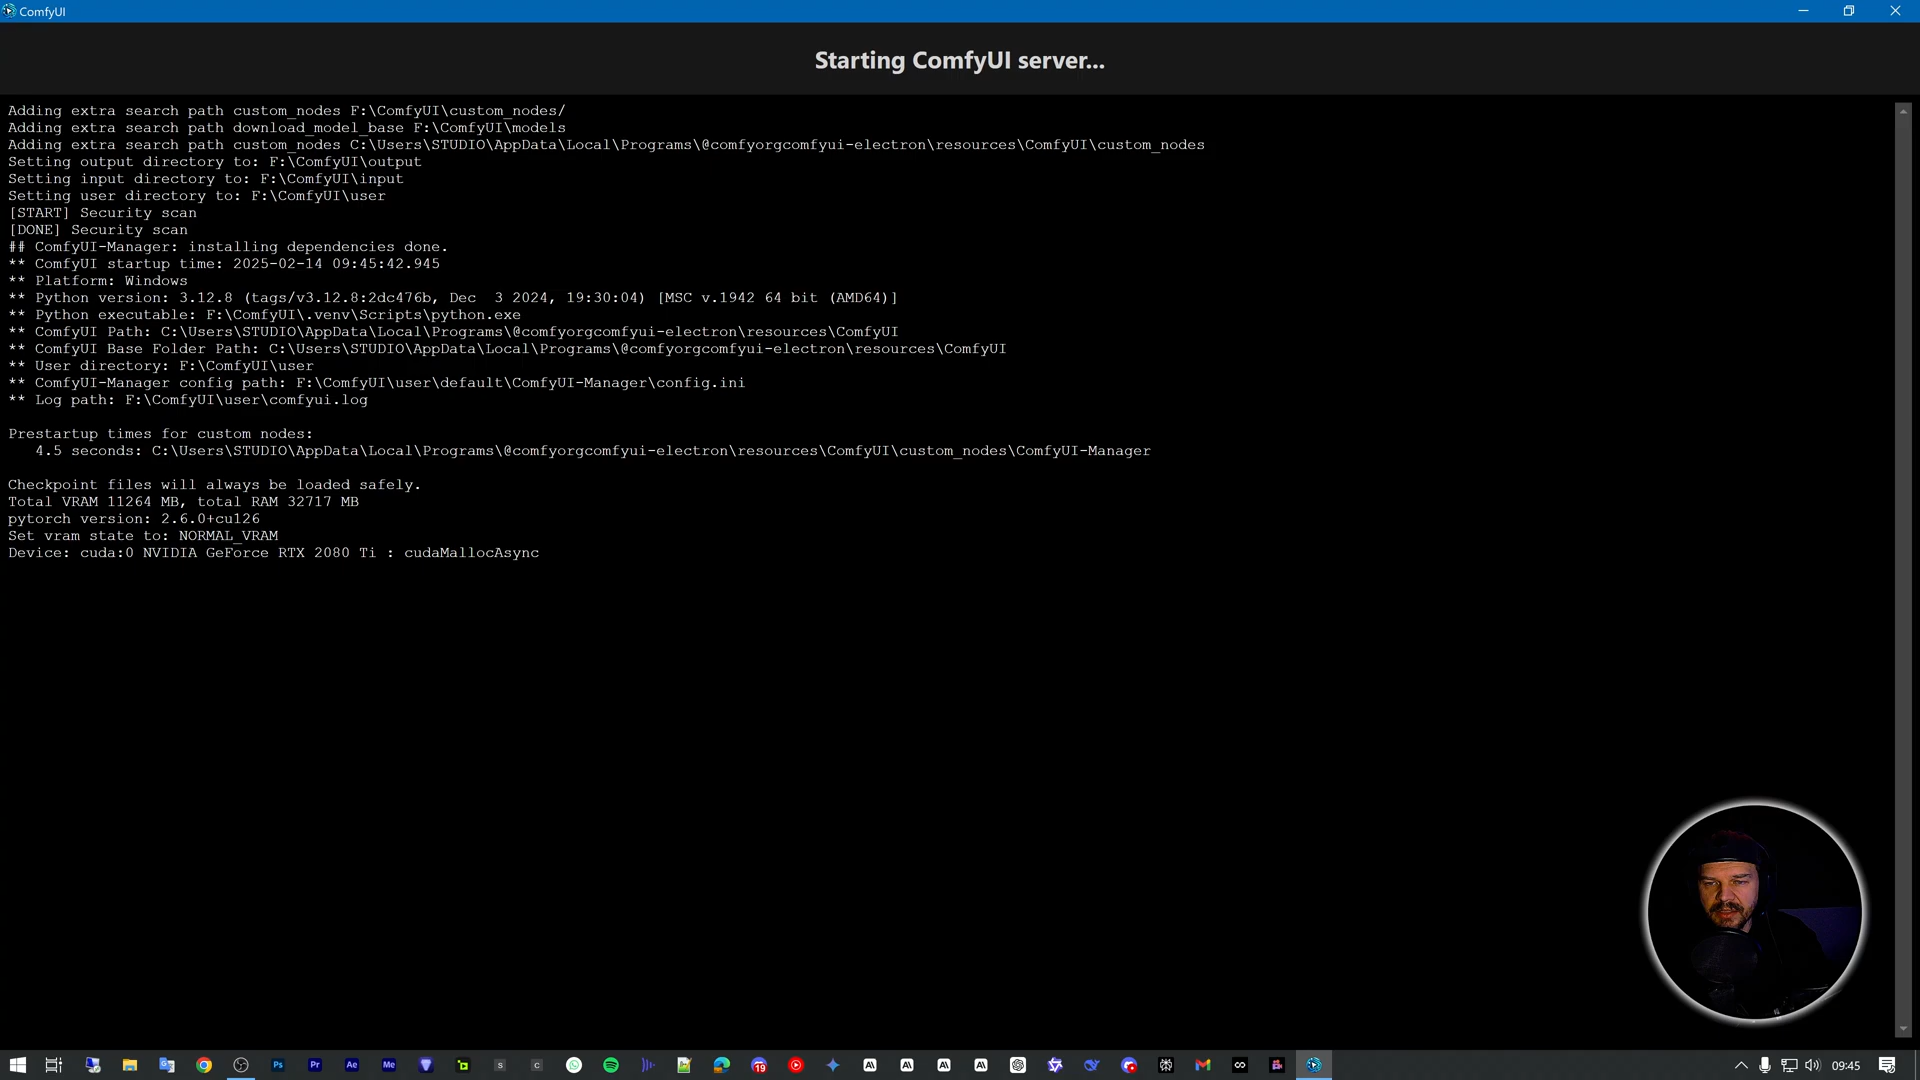 ComfyUI
Starting ComfyUI server...
Adding extra search path custom_nodes F:\ComfyUI\custom_nodes/
Adding extra search path download_model_base F:\ComfyUI\models
Adding extra search path custom_nodes C:\Users\STUDIO\AppData\Local\Programs\@comfyorgcomfyui-electron\resources\ComfyUI\custom_nodes
Setting output directory to: F:\ComfyUI\output
Setting input directory to: F:\ComfyUI\input
Setting user directory to: F:\ComfyUI\user
[START] Security scan
[DONE] Security scan
## ComfyUI-Manager: installing dependencies done.
** ComfyUI startup time: 2025-02-14 09:45:42.945
** Platform: Windows
** Python version: 3.12.8 (tags/v3.12.8:2dc476b, Dec  3 2024, 19:30:04) [MSC v.1942 64 bit (AMD64)]
** Python executable: F:\ComfyUI\.venv\Scripts\python.exe
** ComfyUI Path: C:\Users\STUDIO\AppData\Local\Programs\@comfyorgcomfyui-electron\resources\ComfyUI
** ComfyUI Base Folder Path: C:\Users\STUDIO\AppData\Local\Programs\@comfyorgcomfyui-electron\resources\ComfyUI
** User directory: F:\ComfyUI\user
** ComfyUI-Manager config path: F:\ComfyUI\user\default\ComfyUI-Manager\config.ini
** Log path: F:\ComfyUI\user\comfyui.log
Prestartup times for custom nodes:
4.5 seconds: C:\Users\STUDIO\AppData\Local\Programs\@comfyorgcomfyui-electron\resources\ComfyUI\custom_nodes\ComfyUI-Manager
Checkpoint files will always be loaded safely.
Total VRAM 11264 MB, total RAM 32717 MB
pytorch version: 2.6.0+cu126
Set vram state to: NORMAL_VRAM
Device: cuda:0 NVIDIA GeForce RTX 2080 Ti : cudaMallocAsync
Ps Pr Ae Me S C 19 AI AI AI AI 09:45